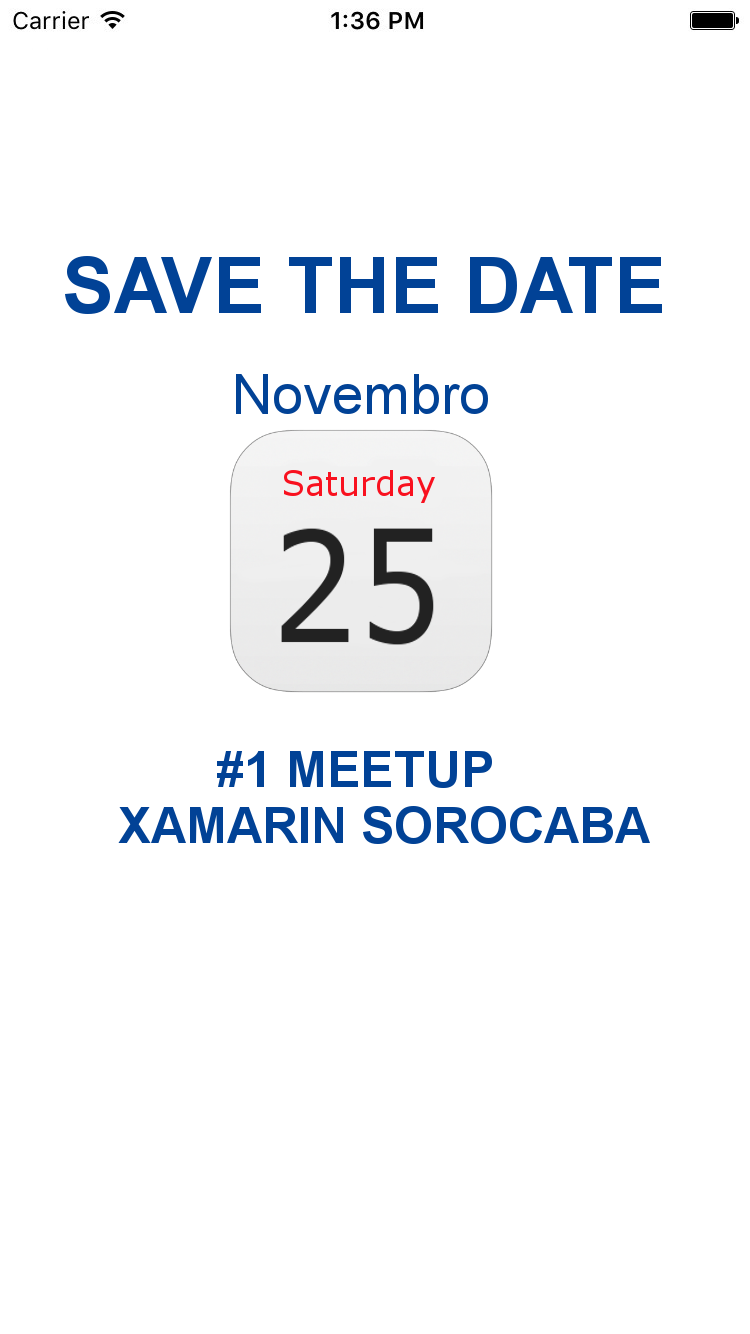 Carrier 1:36 PM
SAVE THE DATE
Novembro
Saturday
25
#1 MEETUP
XAMARIN SOROCABA